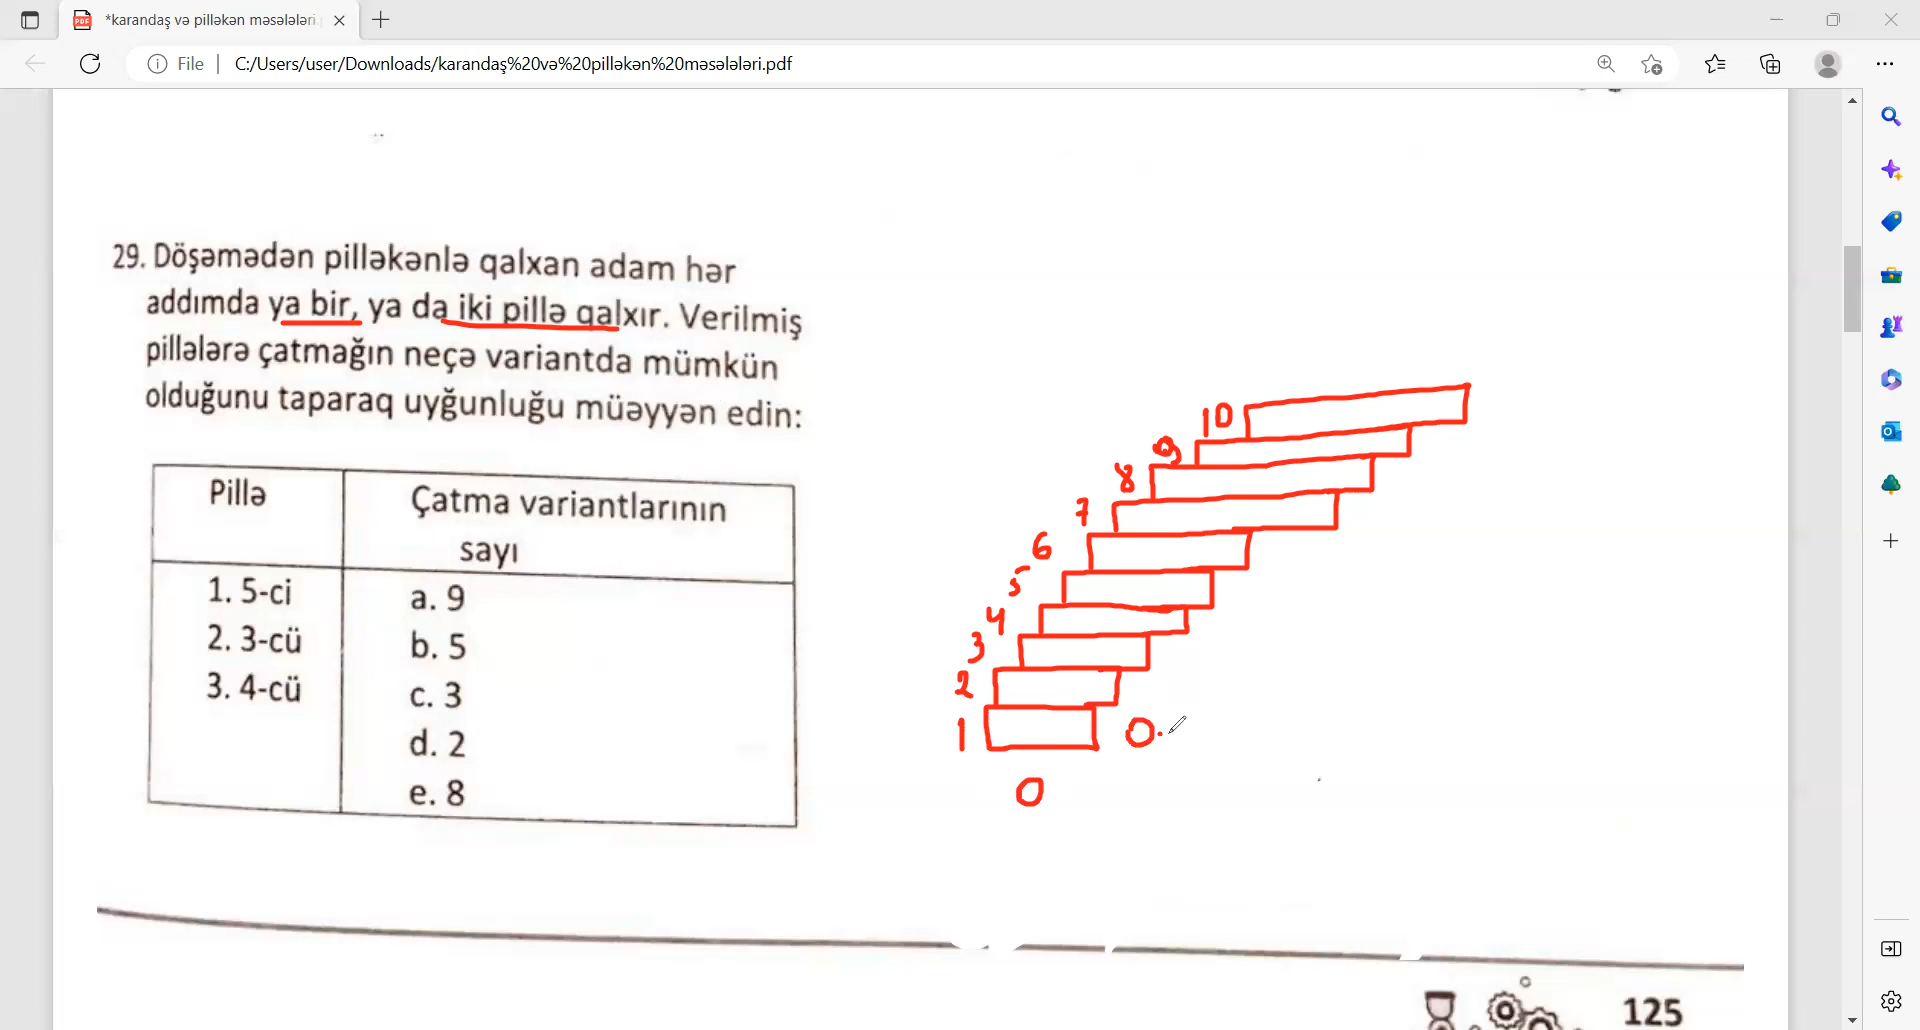 *karandaş və pilləkən məsələləri.
File
C:/Users/user/Downloads/karandaş%20və%20pilləkən%20məsələləri.pdf
29. Döşəmədən pilləkənlə qalxan adam hər
addımda ya bir, ya da iki pillə qalxır. Verilmiş
pillələrə çatmağın neçə variantda mümkün
olduğunu taparaq uyğunluğu müəyyən edin:
Pillə
Çatma variantlarının
sayı
1. 5-ci
2. 3-cü
3. 4-cü
a. 9
b. 5
c. 3
d. 2
e. 8
10
9
8
7
6
5
4
3
2
1
0.
0
125